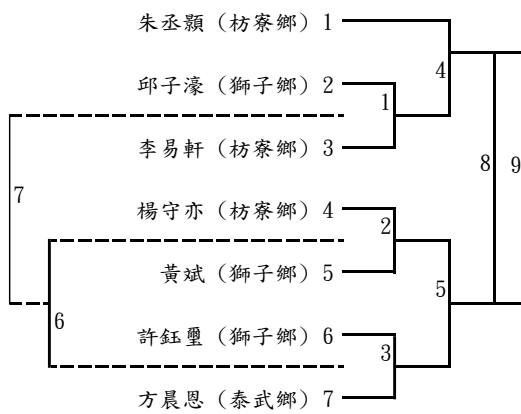 朱丞顥 (枋寮鄉) 1
4
邱子濠 (獅子鄉) 2
1
李易軒 (枋寮鄉) 3
8
9
7
楊守亦 (枋寮鄉) 4
2
黃斌 (獅子鄉) 5
5
6
許鈺璽 (獅子鄉) 6
3
方晨恩 (泰武鄉) 7